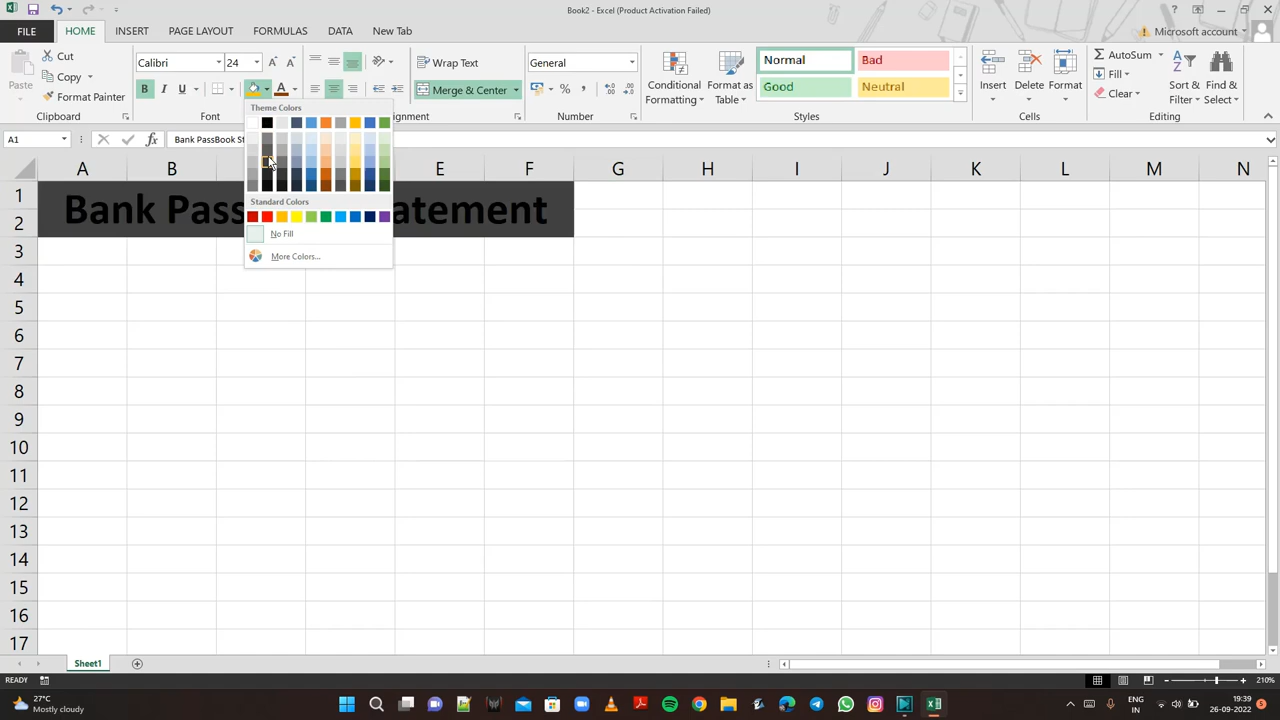 Book2 - Excel (Product Activation Failed)
FILE HOME INSERT PAGE LAYOUT FORMULAS DATA New Tab Microsoft account
Paste Cut Copy Format Painter
Calibri 24
B I U A
Wrap Text
Merge & Center
General
% ,
Conditional Formatting
Format as Table
Normal Bad
Good Neutral
Insert Delete Format
AutoSum
Fill
Clear
Sort & Filter
Find & Select
Clipboard Font gnment Number Styles Cells Editing
Theme Colors
Standard Colors
No Fill
More Colors...
A1 fx Bank PassBook St
A B E F G H I J K L M N
1
2
Bank Pass atement
3
4
5
6
7
8
9
10
11
12
13
14
15
16
17
Sheet1
READY 210%
27°C
Mostly cloudy
ENG
IN
19:39
26-09-2022